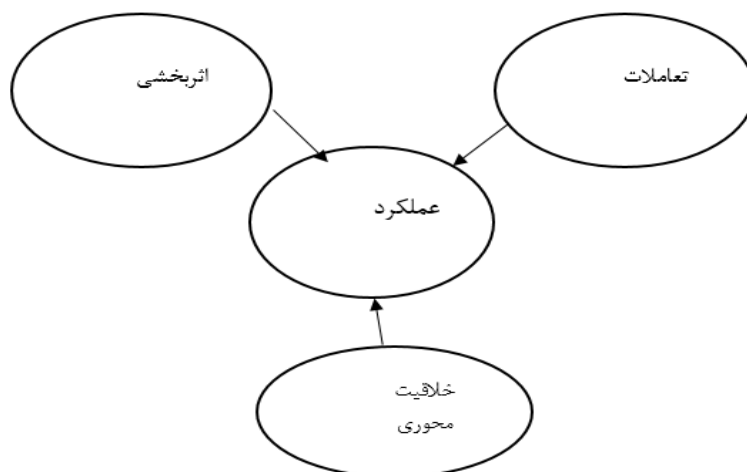 تعاملات
اثربخشی
عملکرد
خلاقیت
محوری